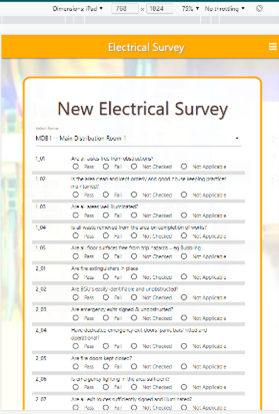 Dimensions: iPad ▼ 768 x 1024 75% ▼ No throttling ▼
Electrical Survey
New Electrical Survey
Select Name
MDB1 -- Main Distribution Room 1
1_01 Are all aisles free from obstructions?
Pass Fail Not Checked Not Applicable
1_02 Is the area clean and kept orderly and good house keeping practices
maintained?
Pass Fail Not Checked Not Applicable
1_03 Are all areas well illuminated?
Pass Fail Not Checked Not Applicable
1_04 Is all waste removed from the area on completion of works?
Pass Fail Not Checked Not Applicable
1_05 Are all floor surfaces free from trip hazards – eg
Pass Fail Not Checked Not Applicable
2_01 Are fire extinguishers in place
Pass Fail Not Checked Not Applicable
2_02 Are easily identifiable and unobstructed?
Pass Fail Not Checked Not Applicable
2_03 Are emergency exits signed & unobstructed?
Pass Fail Not Checked Not Applicable
2_04 Have dedicated emergency exit doors 'panic bars' fitted and
operational?
Pass Fail Not Checked Not Applicable
2_05 Are fire doors kept closed?
Pass Fail Not Checked Not Applicable
2_06 Is emergency lighting in the area sufficient?
Pass Fail Not Checked Not Applicable
2_07 Are all exit routes sufficiently signed and illuminated?
Pass Fail Not Checked Not Applicable